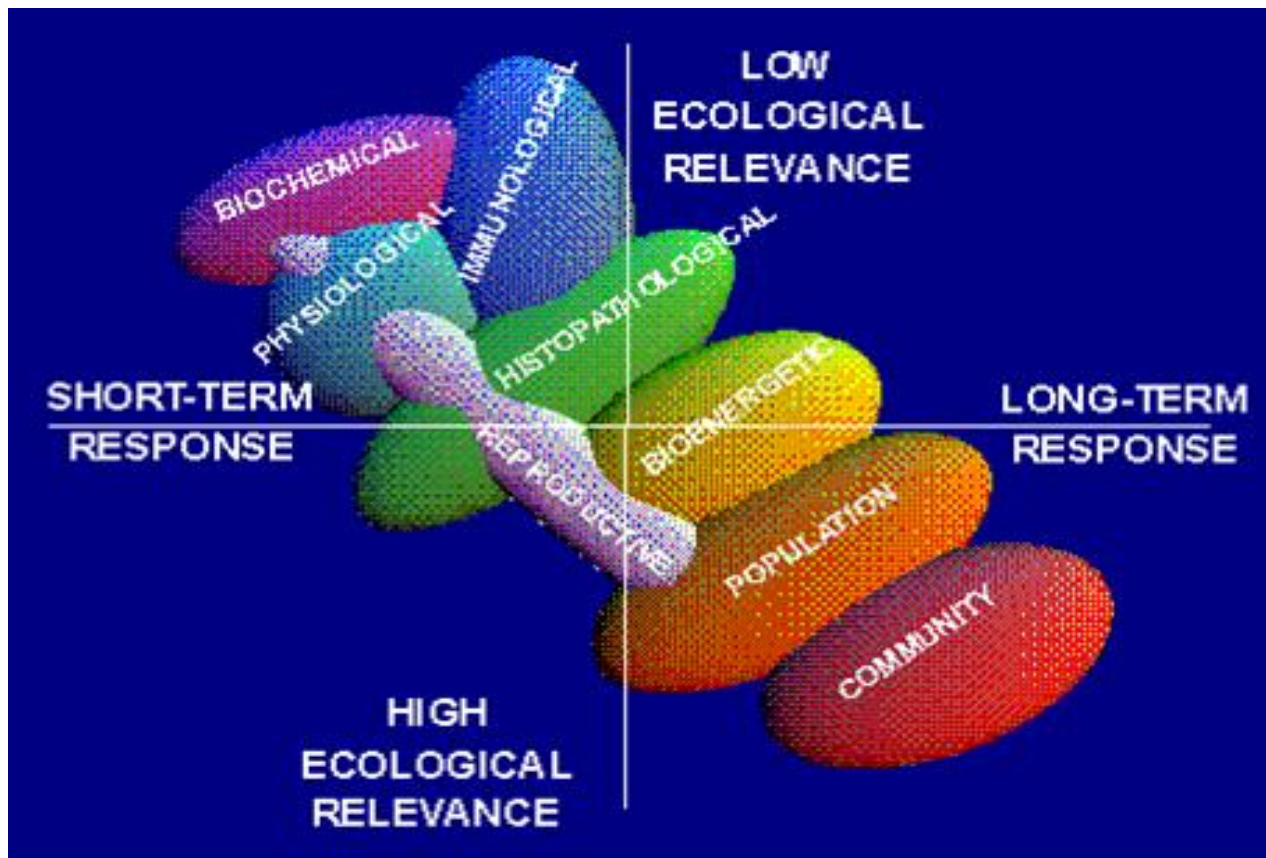 LOW
ECOLOGICAL
RELEVANCE
BIOCHEMICAL
IMMUNOLOGICAL
PHYSIOLOGICAL
HISTOPATHOLOGICAL
SHORT-TERM
RESPONSE
LONG-TERM
RESPONSE
BIOENERGETIC
REPRODUCTIVE
POPULATION
COMMUNITY
HIGH
ECOLOGICAL
RELEVANCE